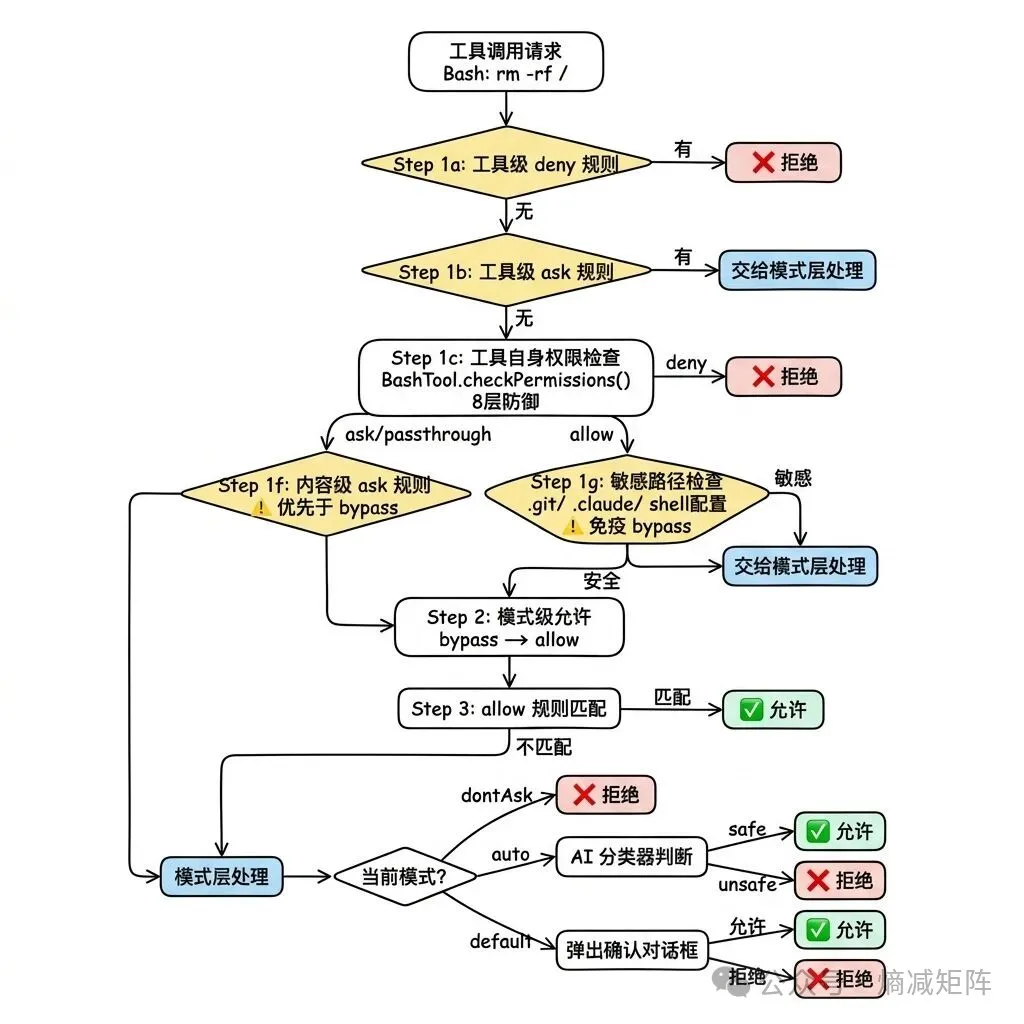 工具调用请求
Bash: rm -rf /
Step 1a: 工具级 deny 规则
有
❌ 拒绝
无
Step 1b: 工具级 ask 规则
有
交给模式层处理
无
Step 1c: 工具自身权限检查
BashTool.checkPermissions()
8层防御
deny
❌ 拒绝
ask/passthrough
allow
Step 1f: 内容级 ask 规则
⚠️ 优先于 bypass
Step 1g: 敏感路径检查
.git/ .claude/ shell配置
⚠️ 免疫 bypass
敏感
交给模式层处理
安全
Step 2: 模式级允许
bypass → allow
Step 3: allow 规则匹配
匹配
✅ 允许
不匹配
模式层处理
当前模式?
dontAsk
❌ 拒绝
auto
AI 分类器判断
safe
✅ 允许
unsafe
❌ 拒绝
default
弹出确认对话框
允许
✅ 允许
拒绝
❌ 拒绝
公众号 · 熵减矩阵